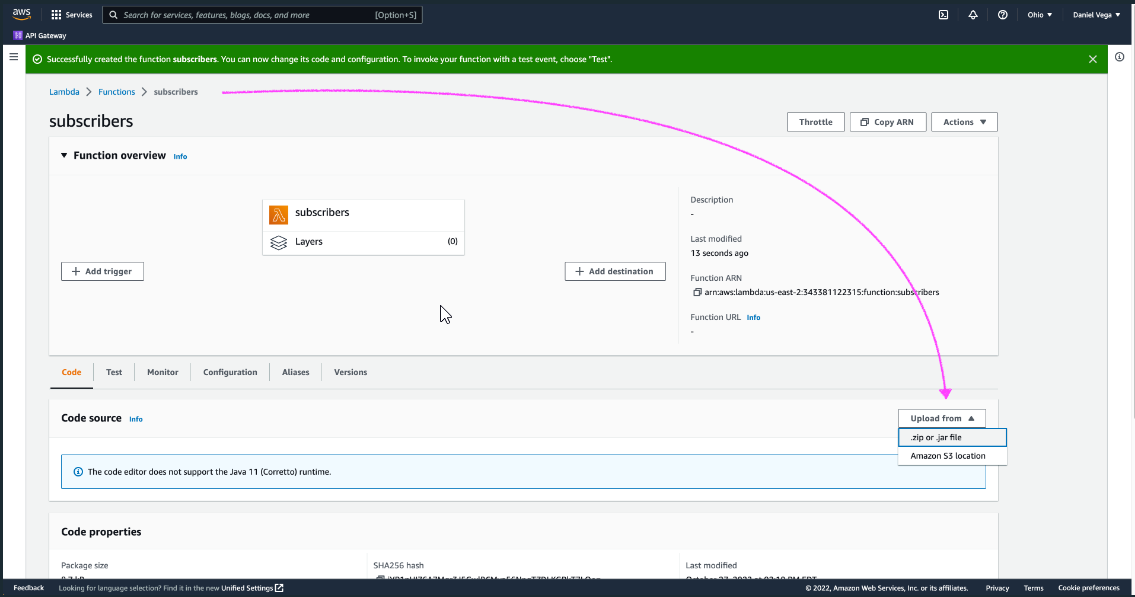 aws Services Search for services, features, blogs, docs, and more [Option+S] Ohio ▼ Daniel Vega ▼
API Gateway
Successfully created the function subscribers. You can now change its code and configuration. To invoke your function with a test event, choose "Test".
Lambda > Functions > subscribers
subscribers
Throttle Copy ARN Actions ▼
▼ Function overview Info
subscribers
Layers (0)
+ Add trigger
+ Add destination
Description
-
Last modified
13 seconds ago
Function ARN
arn:aws:lambda:us-east-2:343381122315:function:subscribers
Function URL Info
-
Code Test Monitor Configuration Aliases Versions
Code source Info
Upload from ▲
.zip or .jar file
Amazon S3 location
The code editor does not support the Java 11 (Corretto) runtime.
Code properties
Package size SHA256 hash Last modified
Feedback Looking for language selection? Find it in the new Unified Settings © 2022, Amazon Web Services, Inc. or its affiliates. Privacy Terms Cookie preferences